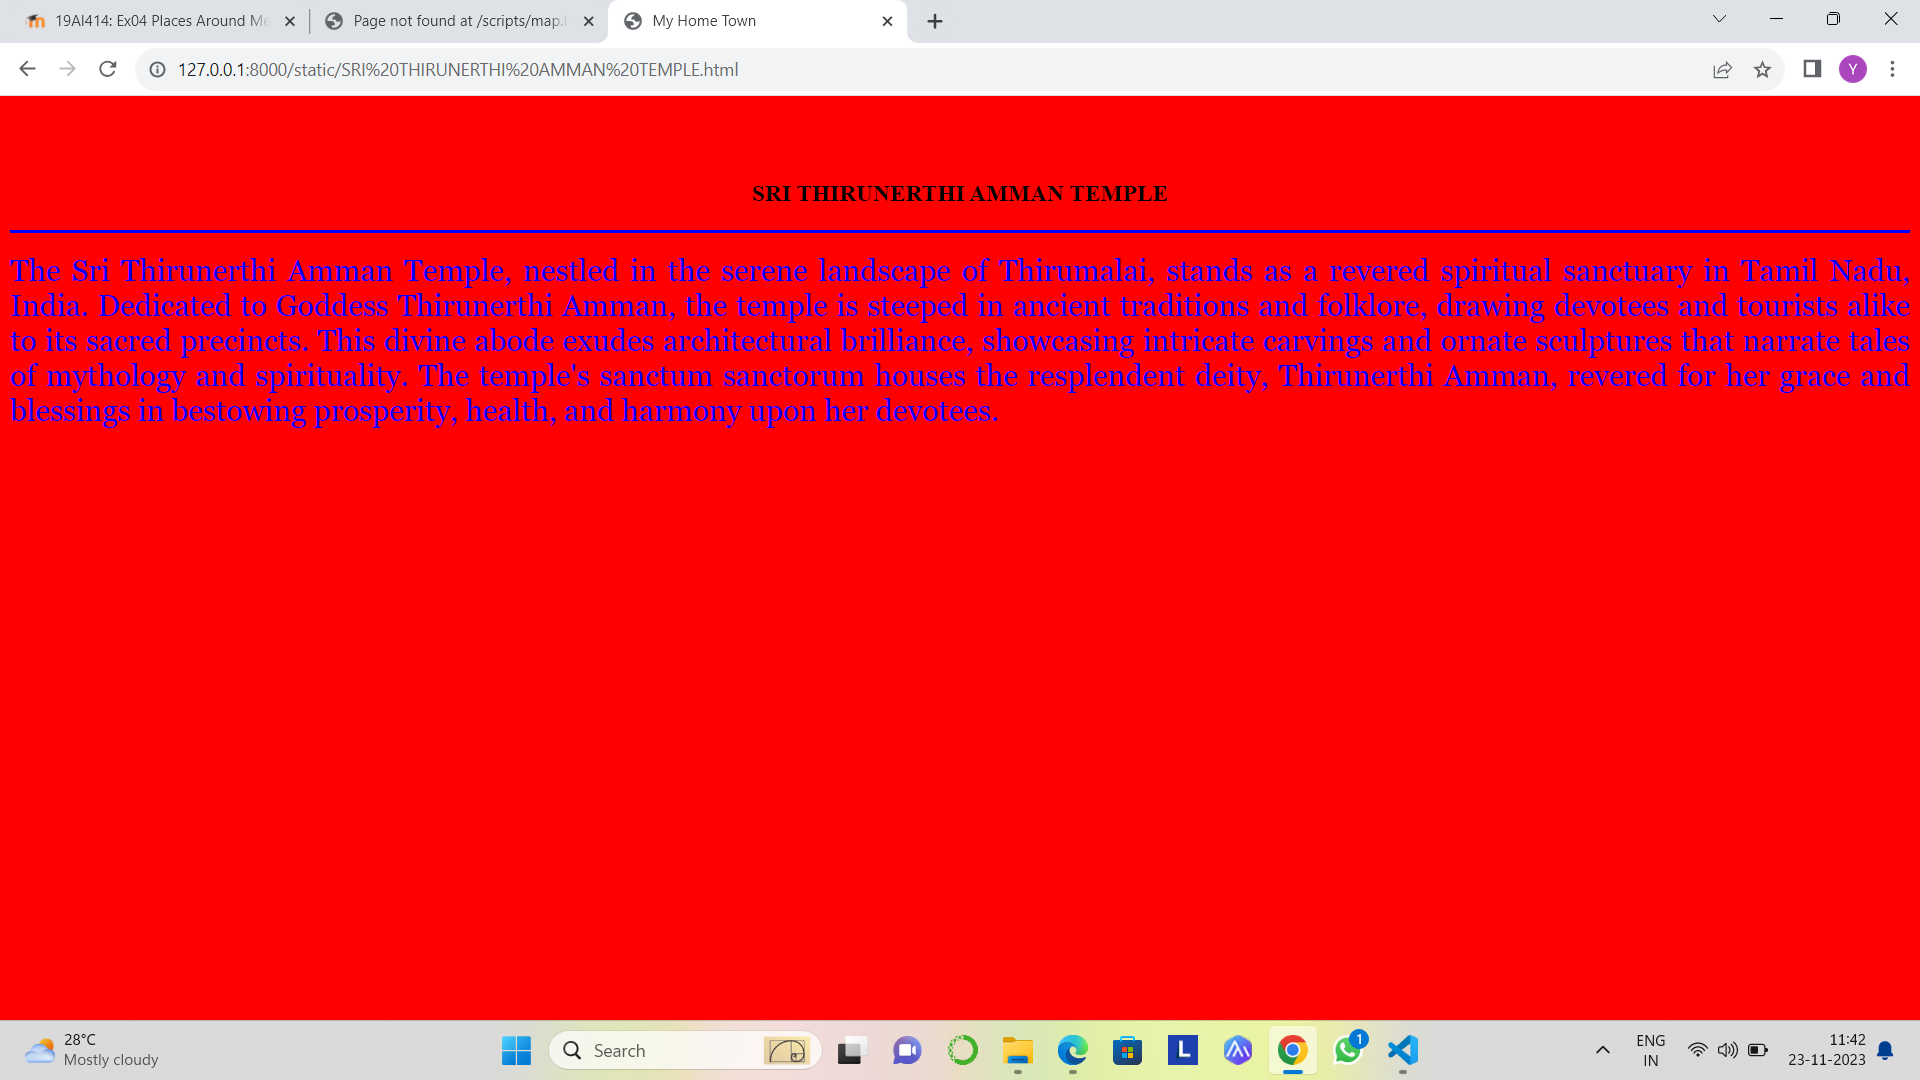 19AI414: Ex04 Places Around Me
Page not found at /scripts/map.
My Home Town
127.0.0.1:8000/static/SRI%20THIRUNERTHI%20AMMAN%20TEMPLE.html
Y
SRI THIRUNERTHI AMMAN TEMPLE
The Sri Thirunerthi Amman Temple, nestled in the serene landscape of Thirumalai, stands as a revered spiritual sanctuary in Tamil Nadu,
India. Dedicated to Goddess Thirunerthi Amman, the temple is steeped in ancient traditions and folklore, drawing devotees and tourists alike
to its sacred precincts. This divine abode exudes architectural brilliance, showcasing intricate carvings and ornate sculptures that narrate tales
of mythology and spirituality. The temple's sanctum sanctorum houses the resplendent deity, Thirunerthi Amman, revered for her grace and
blessings in bestowing prosperity, health, and harmony upon her devotees.
28°C
Mostly cloudy
Search
L
1
ENG
IN
11:42
23-11-2023